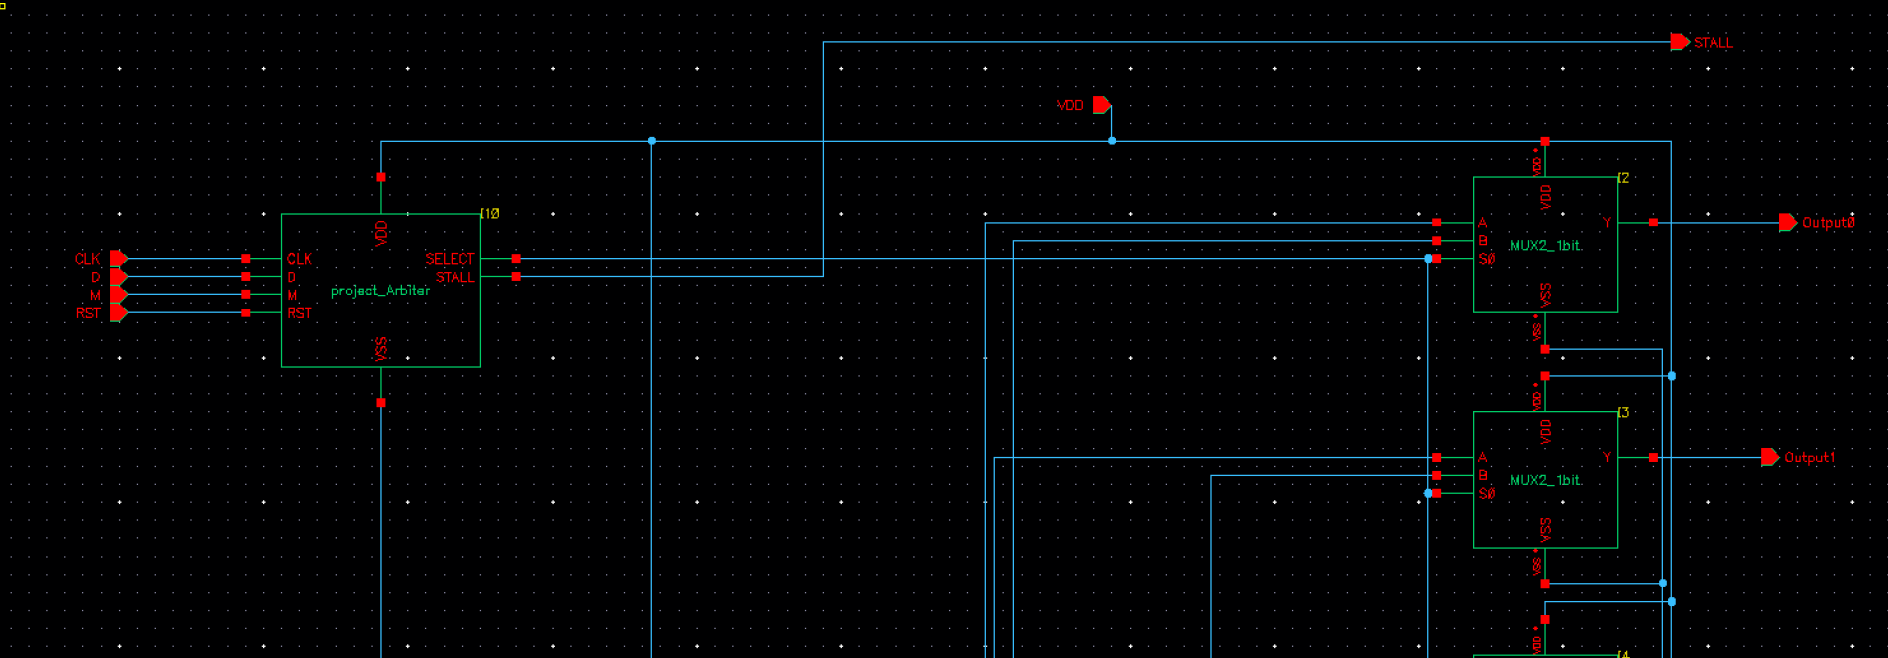 STALL
VDD
VDD
I2
VDD
I10
VDD
A
Y
Output0
B
MUX2_1bit
CLK
CLK
SELECT
S0
D
D
STALL
M
M
project_Arbiter
VSS
RST
RST
VSS
VSS
VDD
I3
VDD
A
Y
Output1
B
MUX2_1bit
S0
VSS
VSS
VDD
I4